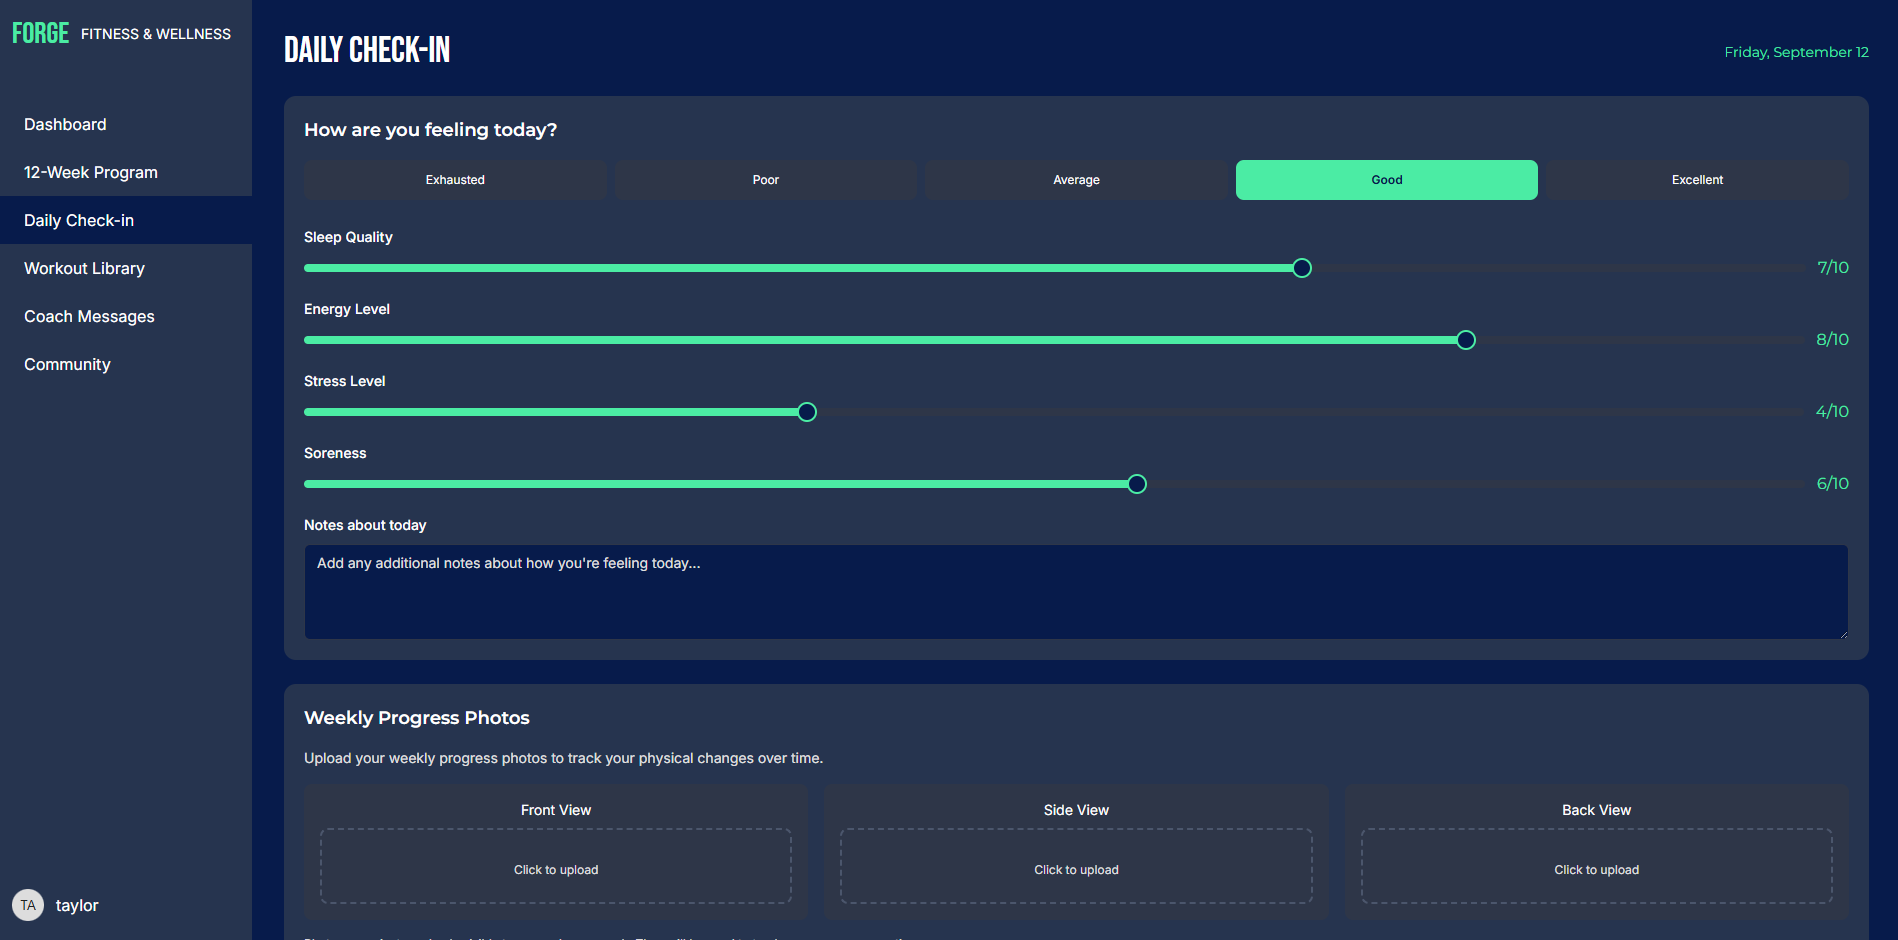 FORGE FITNESS & WELLNESS
Dashboard
12-Week Program
Daily Check-in
Workout Library
Coach Messages
Community
TA taylor
DAILY CHECK-IN
Friday, September 12
How are you feeling today?
Exhausted Poor Average Good Excellent
Sleep Quality
7/10
Energy Level
8/10
Stress Level
4/10
Soreness
6/10
Notes about today
Add any additional notes about how you're feeling today...
Weekly Progress Photos
Upload your weekly progress photos to track your physical changes over time.
Front View Side View Back View
Click to upload Click to upload Click to upload